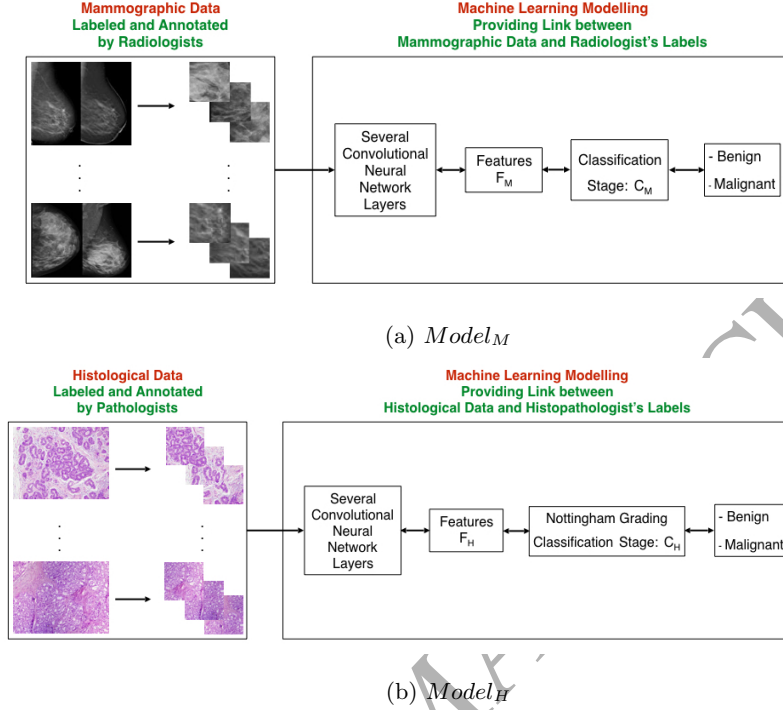 Mammographic Data
Labeled and Annotated
by Radiologists
Machine Learning Modelling
Providing Link between
Mammographic Data and Radiologist's Labels
Several
Convolutional
Neural
Network
Layers
Features
F_M
Classification
Stage: C_M
- Benign
- Malignant
(a) Model_M
Histological Data
Labeled and Annotated
by Pathologists
Machine Learning Modelling
Providing Link between
Histological Data and Histopathologist's Labels
Several
Convolutional
Neural
Network
Layers
Features
F_H
Nottingham Grading
Classification Stage: C_H
- Benign
- Malignant
(b) Model_H